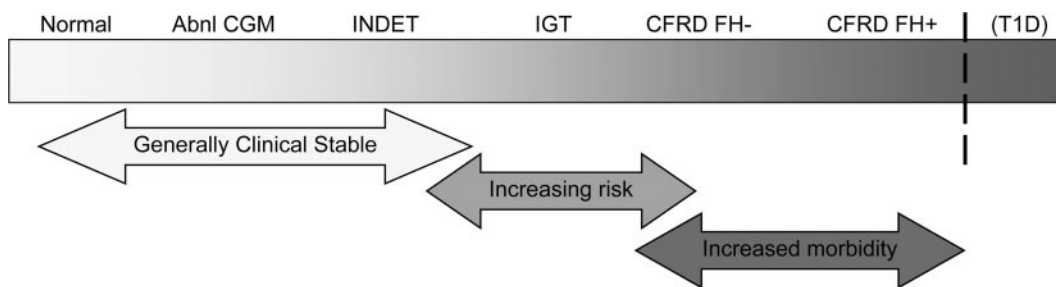 Normal Abnl CGM INDET IGT CFRD FH- CFRD FH+ (T1D)
Generally Clinical Stable
Increasing risk
Increased morbidity